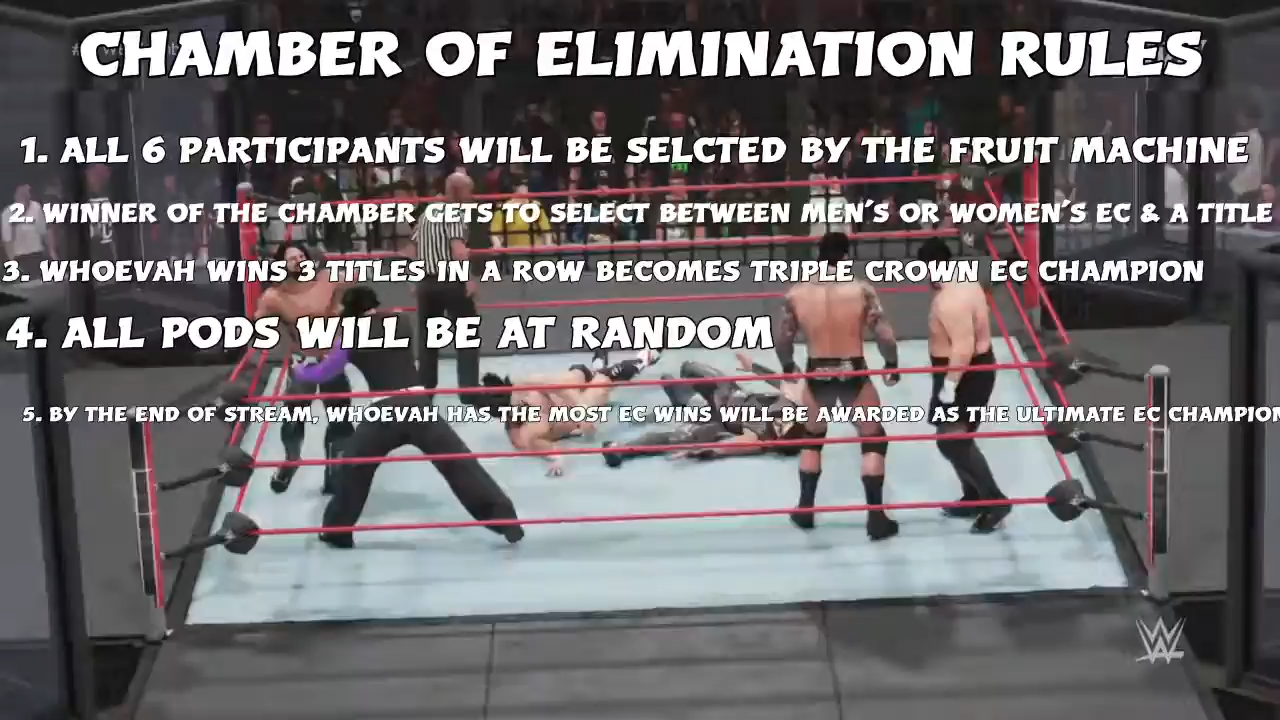 CHAMBER OF ELIMINATION RULES
1. ALL 6 PARTICIPANTS WILL BE SELCTED BY THE FRUIT MACHINE
2. WINNER OF THE CHAMBER GETS TO SELECT BETWEEN MEN'S OR WOMEN'S EC & A TITLE
3. WHOEVAH WINS 3 TITLES IN A ROW BECOMES TRIPLE CROWN EC CHAMPION
4. ALL PODS WILL BE AT RANDOM
5. BY THE END OF STREAM, WHOEVAH HAS THE MOST EC WINS WILL BE AWARDED AS THE ULTIMATE EC CHAMPION